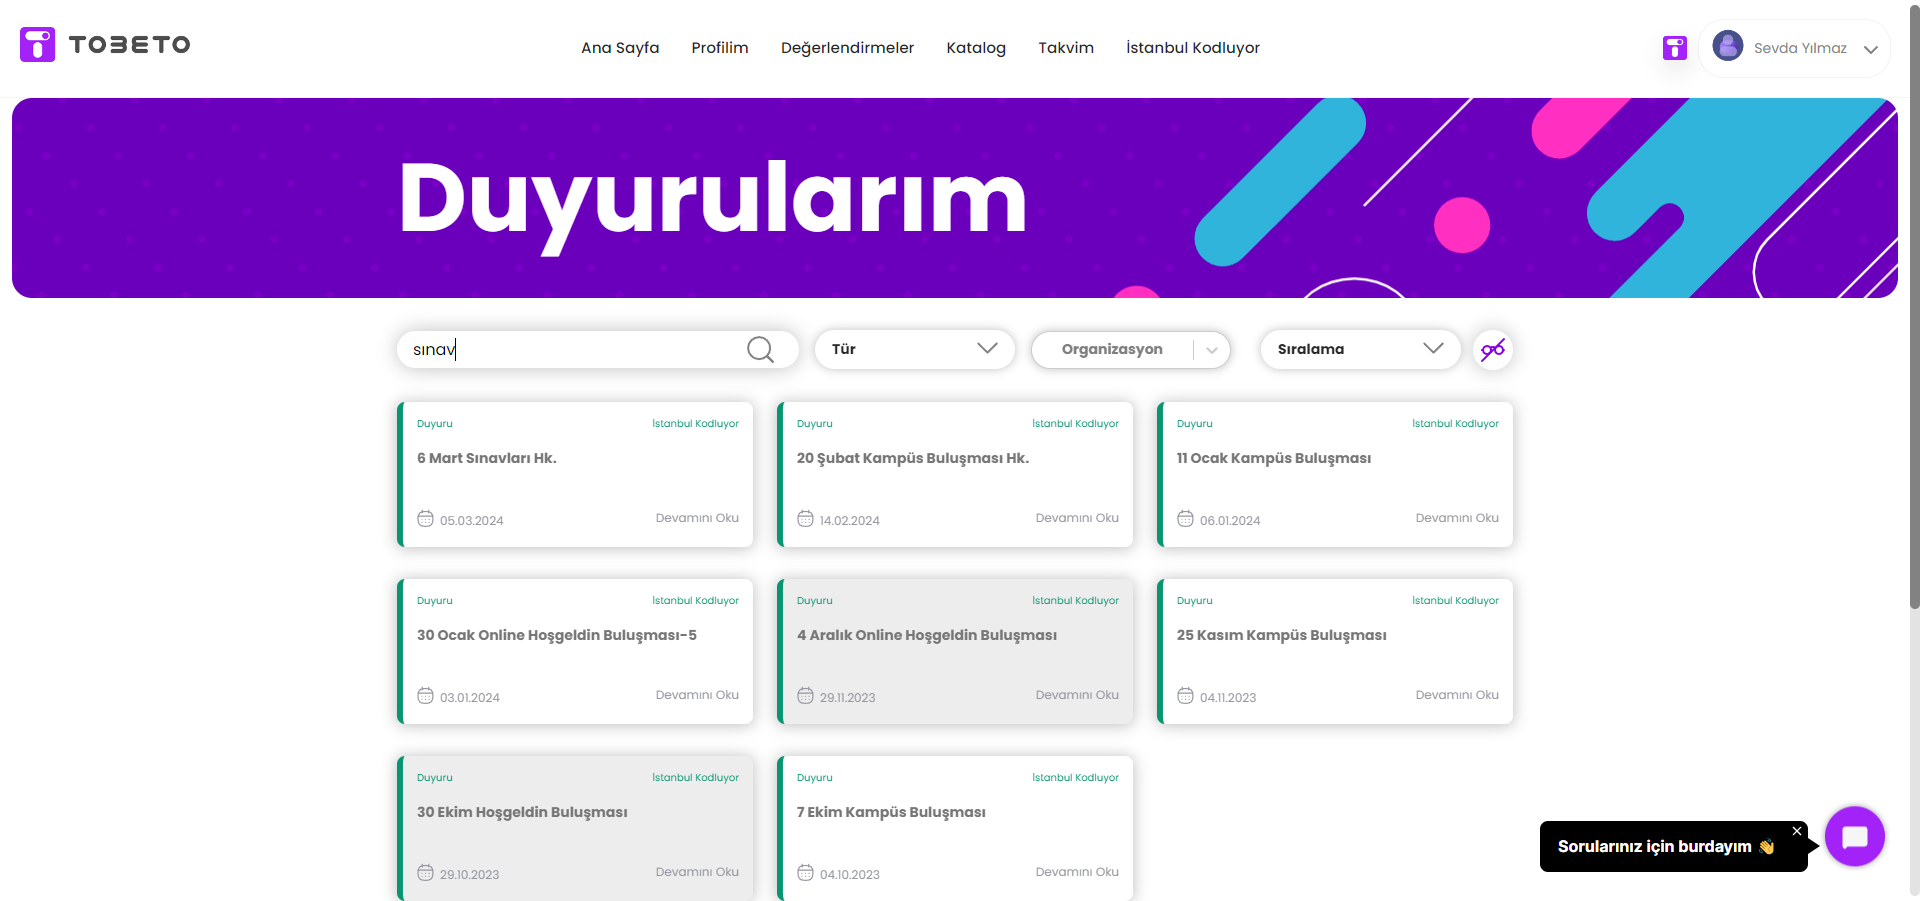 TOBETO
Ana Sayfa Profilim Değerlendirmeler Katalog Takvim İstanbul Kodluyor
Sevda Yılmaz
Duyurularım
sınav
Tür
Organizasyon
Sıralama
Duyuru İstanbul Kodluyor
6 Mart Sınavları Hk.
05.03.2024 Devamını Oku
Duyuru İstanbul Kodluyor
20 Şubat Kampüs Buluşması Hk.
14.02.2024 Devamını Oku
Duyuru İstanbul Kodluyor
11 Ocak Kampüs Buluşması
06.01.2024 Devamını Oku
Duyuru İstanbul Kodluyor
30 Ocak Online Hoşgeldin Buluşması-5
03.01.2024 Devamını Oku
Duyuru İstanbul Kodluyor
4 Aralık Online Hoşgeldin Buluşması
29.11.2023 Devamını Oku
Duyuru İstanbul Kodluyor
25 Kasım Kampüs Buluşması
04.11.2023 Devamını Oku
Duyuru İstanbul Kodluyor
30 Ekim Hoşgeldin Buluşması
29.10.2023 Devamını Oku
Duyuru İstanbul Kodluyor
7 Ekim Kampüs Buluşması
04.10.2023 Devamını Oku
Sorularınız için burdayım 👋